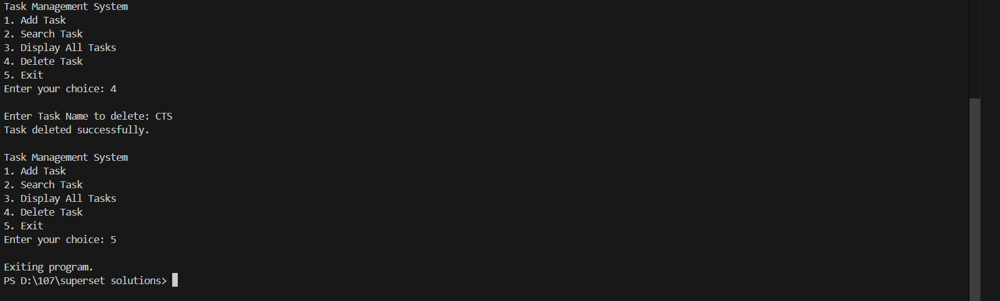 Task Management System
1. Add Task
2. Search Task
3. Display All Tasks
4. Delete Task
5. Exit
Enter your choice: 4
Enter Task Name to delete: CTS
Task deleted successfully.
Task Management System
1. Add Task
2. Search Task
3. Display All Tasks
4. Delete Task
5. Exit
Enter your choice: 5
Exiting program.
PS D:\107\superset solutions>